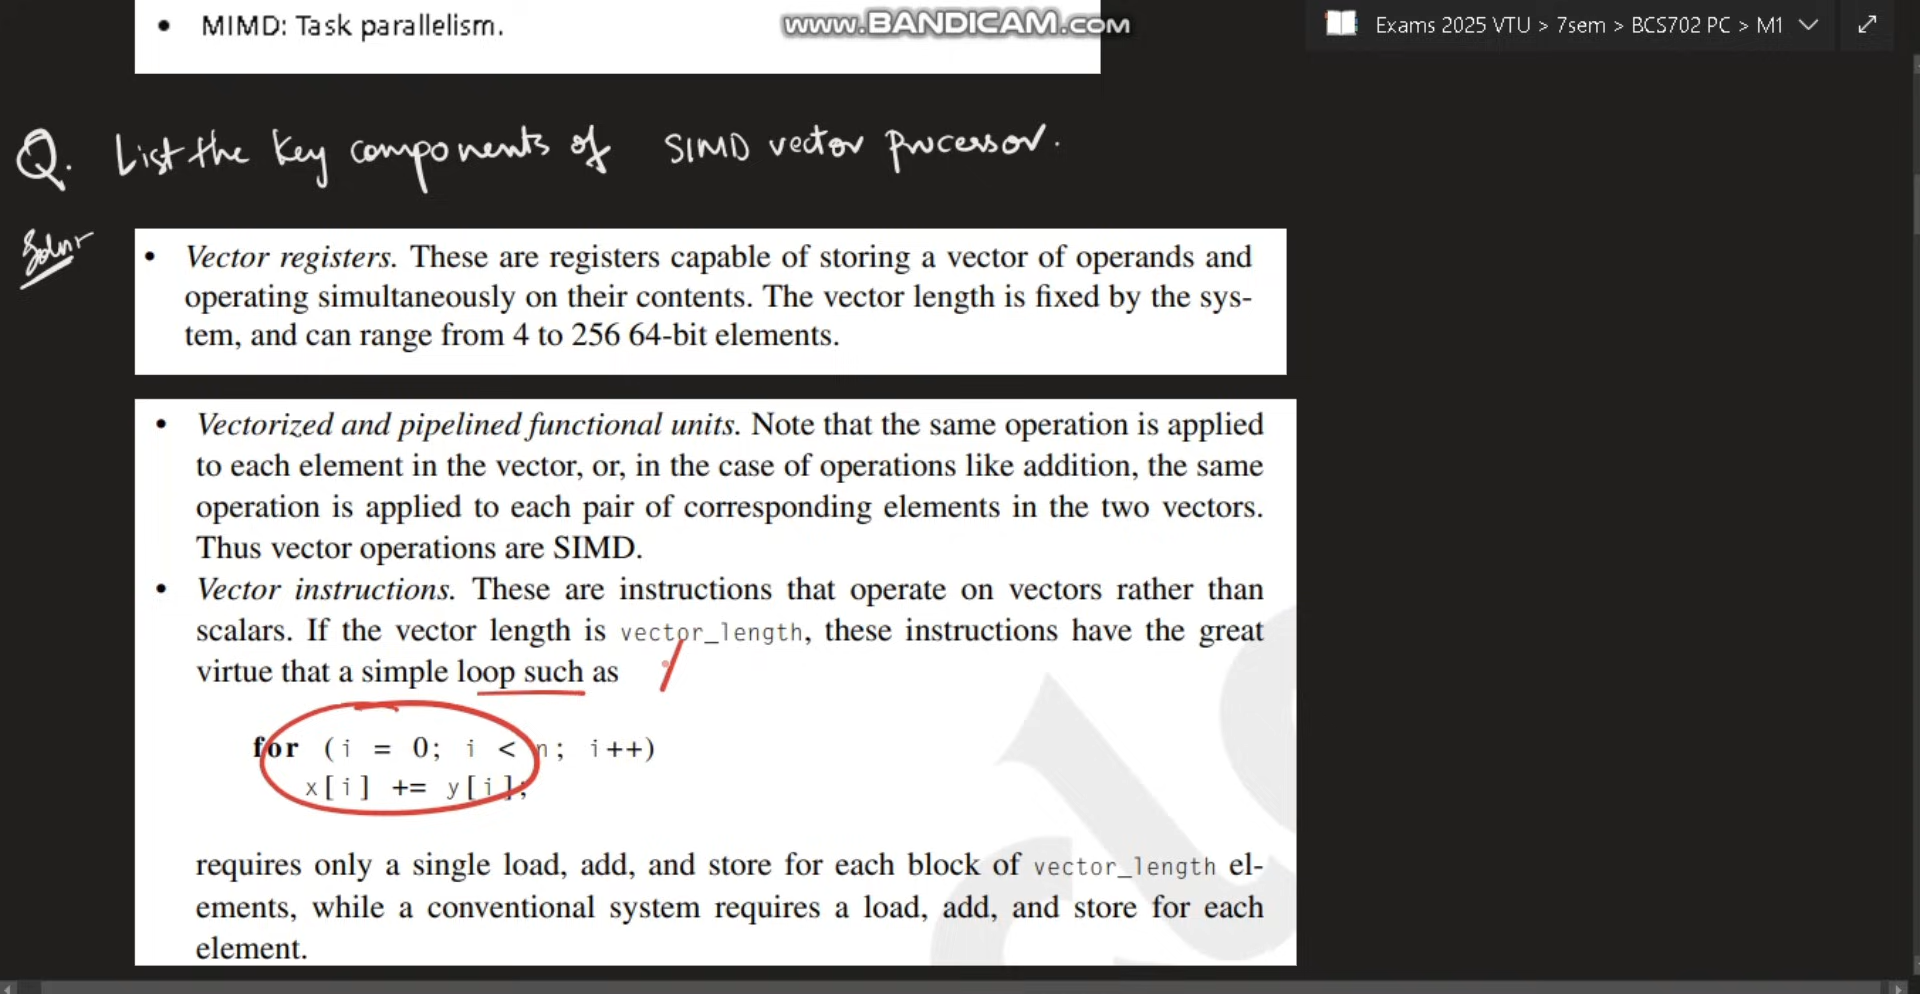 • MIMD: Task parallelism.
www.BANDICAM.com
Exams 2025 VTU > 7sem > BCS702 PC > M1
Q. List the key components of SIMD vector processor.
Soln:
• Vector registers. These are registers capable of storing a vector of operands and
operating simultaneously on their contents. The vector length is fixed by the sys-
tem, and can range from 4 to 256 64-bit elements.
• Vectorized and pipelined functional units. Note that the same operation is applied
to each element in the vector, or, in the case of operations like addition, the same
operation is applied to each pair of corresponding elements in the two vectors.
Thus vector operations are SIMD.
• Vector instructions. These are instructions that operate on vectors rather than
scalars. If the vector length is vector_length, these instructions have the great
virtue that a simple loop such as
for (i = 0; i < n; i++)
x[i] += y[i];
requires only a single load, add, and store for each block of vector_length el-
ements, while a conventional system requires a load, add, and store for each
element.